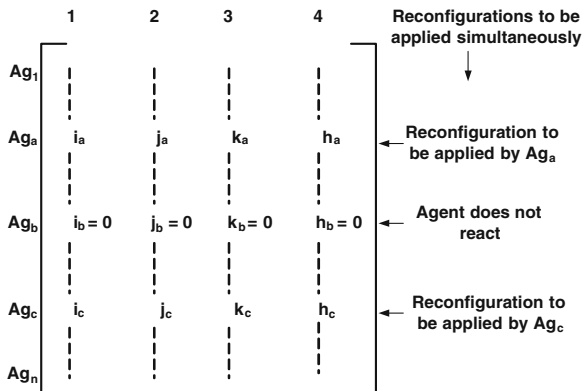 1 2 3 4
Reconfigurations to be
applied simultaneously
Ag1
Aga ia ja ka ha
Reconfiguration to
be applied by Aga
Agb ib = 0 jb = 0 kb = 0 hb = 0
Agent does not
react
Agc ic jc kc hc
Reconfiguration to
be applied by Agc
Agn